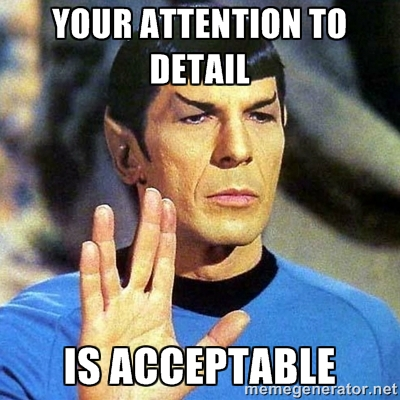 YOUR ATTENTION TO
DETAIL
IS ACCEPTABLE
memegenerator.net